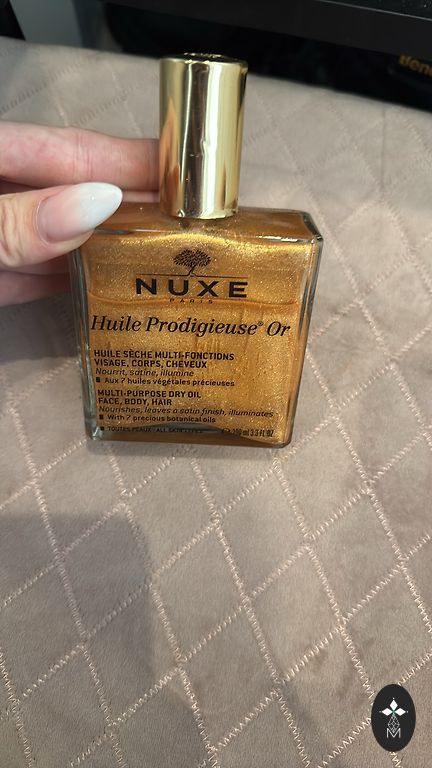 NUXE
PARIS
Huile Prodigieuse® Or
HUILE SÈCHE MULTI-FONCTIONS
VISAGE, CORPS, CHEVEUX
Nourrit, satine, illumine
■ Aux 7 huiles végétales précieuses
MULTI-PURPOSE DRY OIL
FACE, BODY, HAIR
Nourishes, leaves a satin finish, illuminates
■ With 7 precious botanical oils
■ TOUTES PEAUX - ALL SKIN TYPES
100 ml 3.3 FL.OZ.